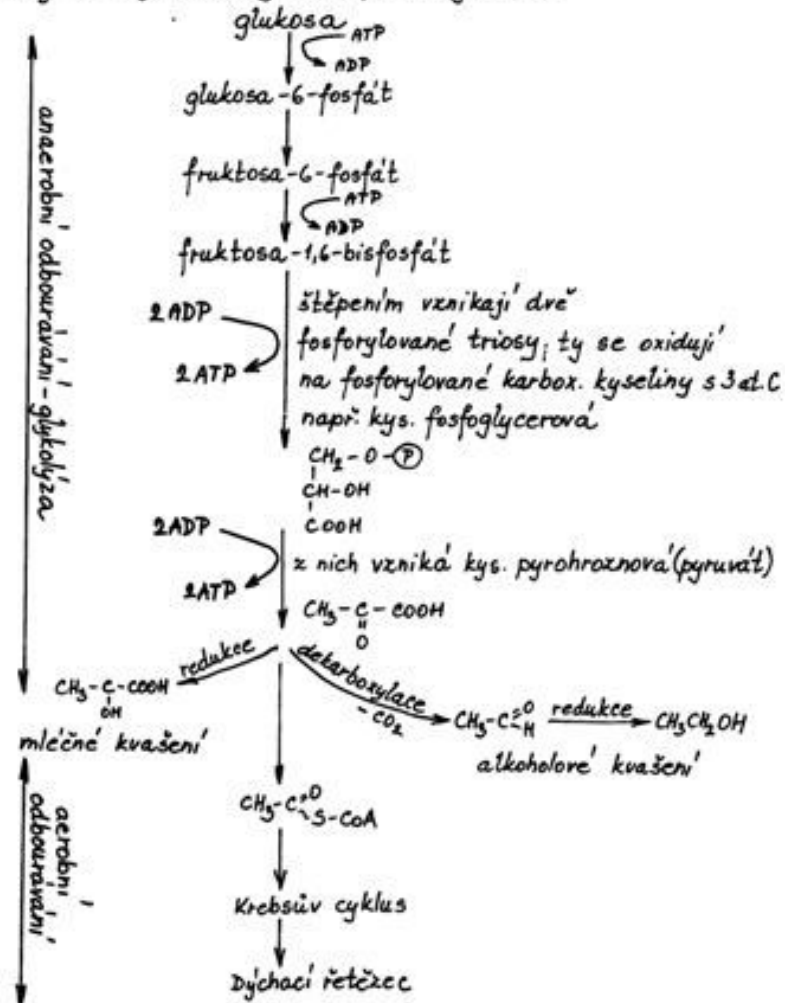 glukosa
ATP
ADP
glukosa-6-fosfát
fruktosa-6-fosfát
ATP
ADP
fruktosa-1,6-bisfosfát
2ADP
2ATP
štěpením vznikají dvě
fosforylované triosy; ty se oxidují
na fosforylované karbox. kyseliny s 3 at. C
např. kys. fosfoglycerová
CH₂-O-Ⓟ
CH-OH
COOH
2ADP
2ATP
z nich vzniká kys. pyrohroznová (pyruvát)
CH₃-C-COOH
O
redukce
CH₃-C-COOH
OH
mléčné kvašení
dekarboxylace
-CO₂
CH₃-C=O
H
redukce
CH₃CH₂OH
alkoholové kvašení
CH₃-C=O
S-CoA
Krebsův cyklus
Dýchací řetězec
anaerobní odbourávání-glykolýza
aerobní
odbourávání